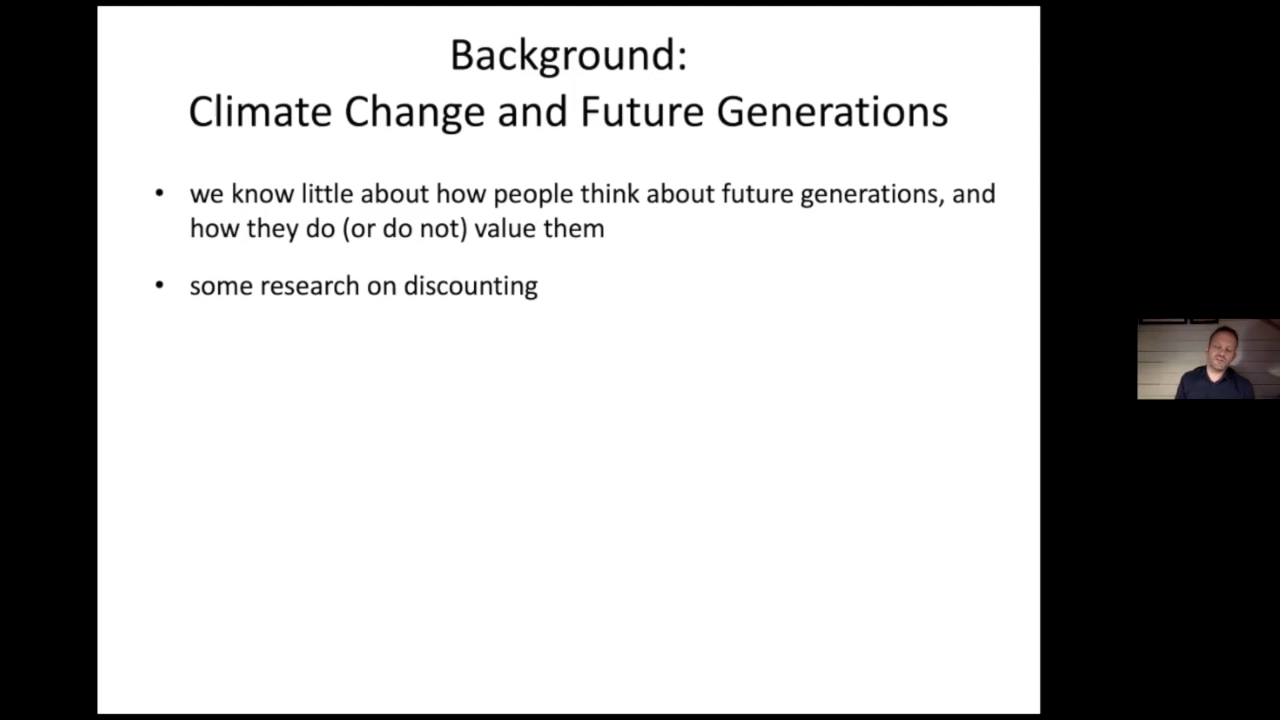 Background:
Climate Change and Future Generations
• we know little about how people think about future generations, and
how they do (or do not) value them
• some research on discounting